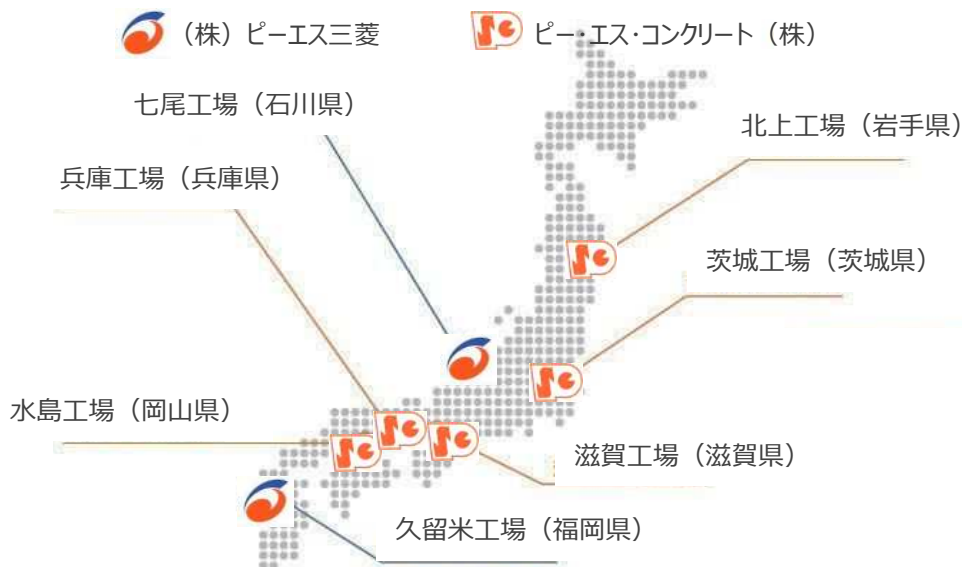 (株) ピーエス三菱
ピー・エス・コンクリート (株)
七尾工場(石川県)
北上工場(岩手県)
兵庫工場(兵庫県)
茨城工場(茨城県)
水島工場(岡山県)
滋賀工場(滋賀県)
久留米工場(福岡県)